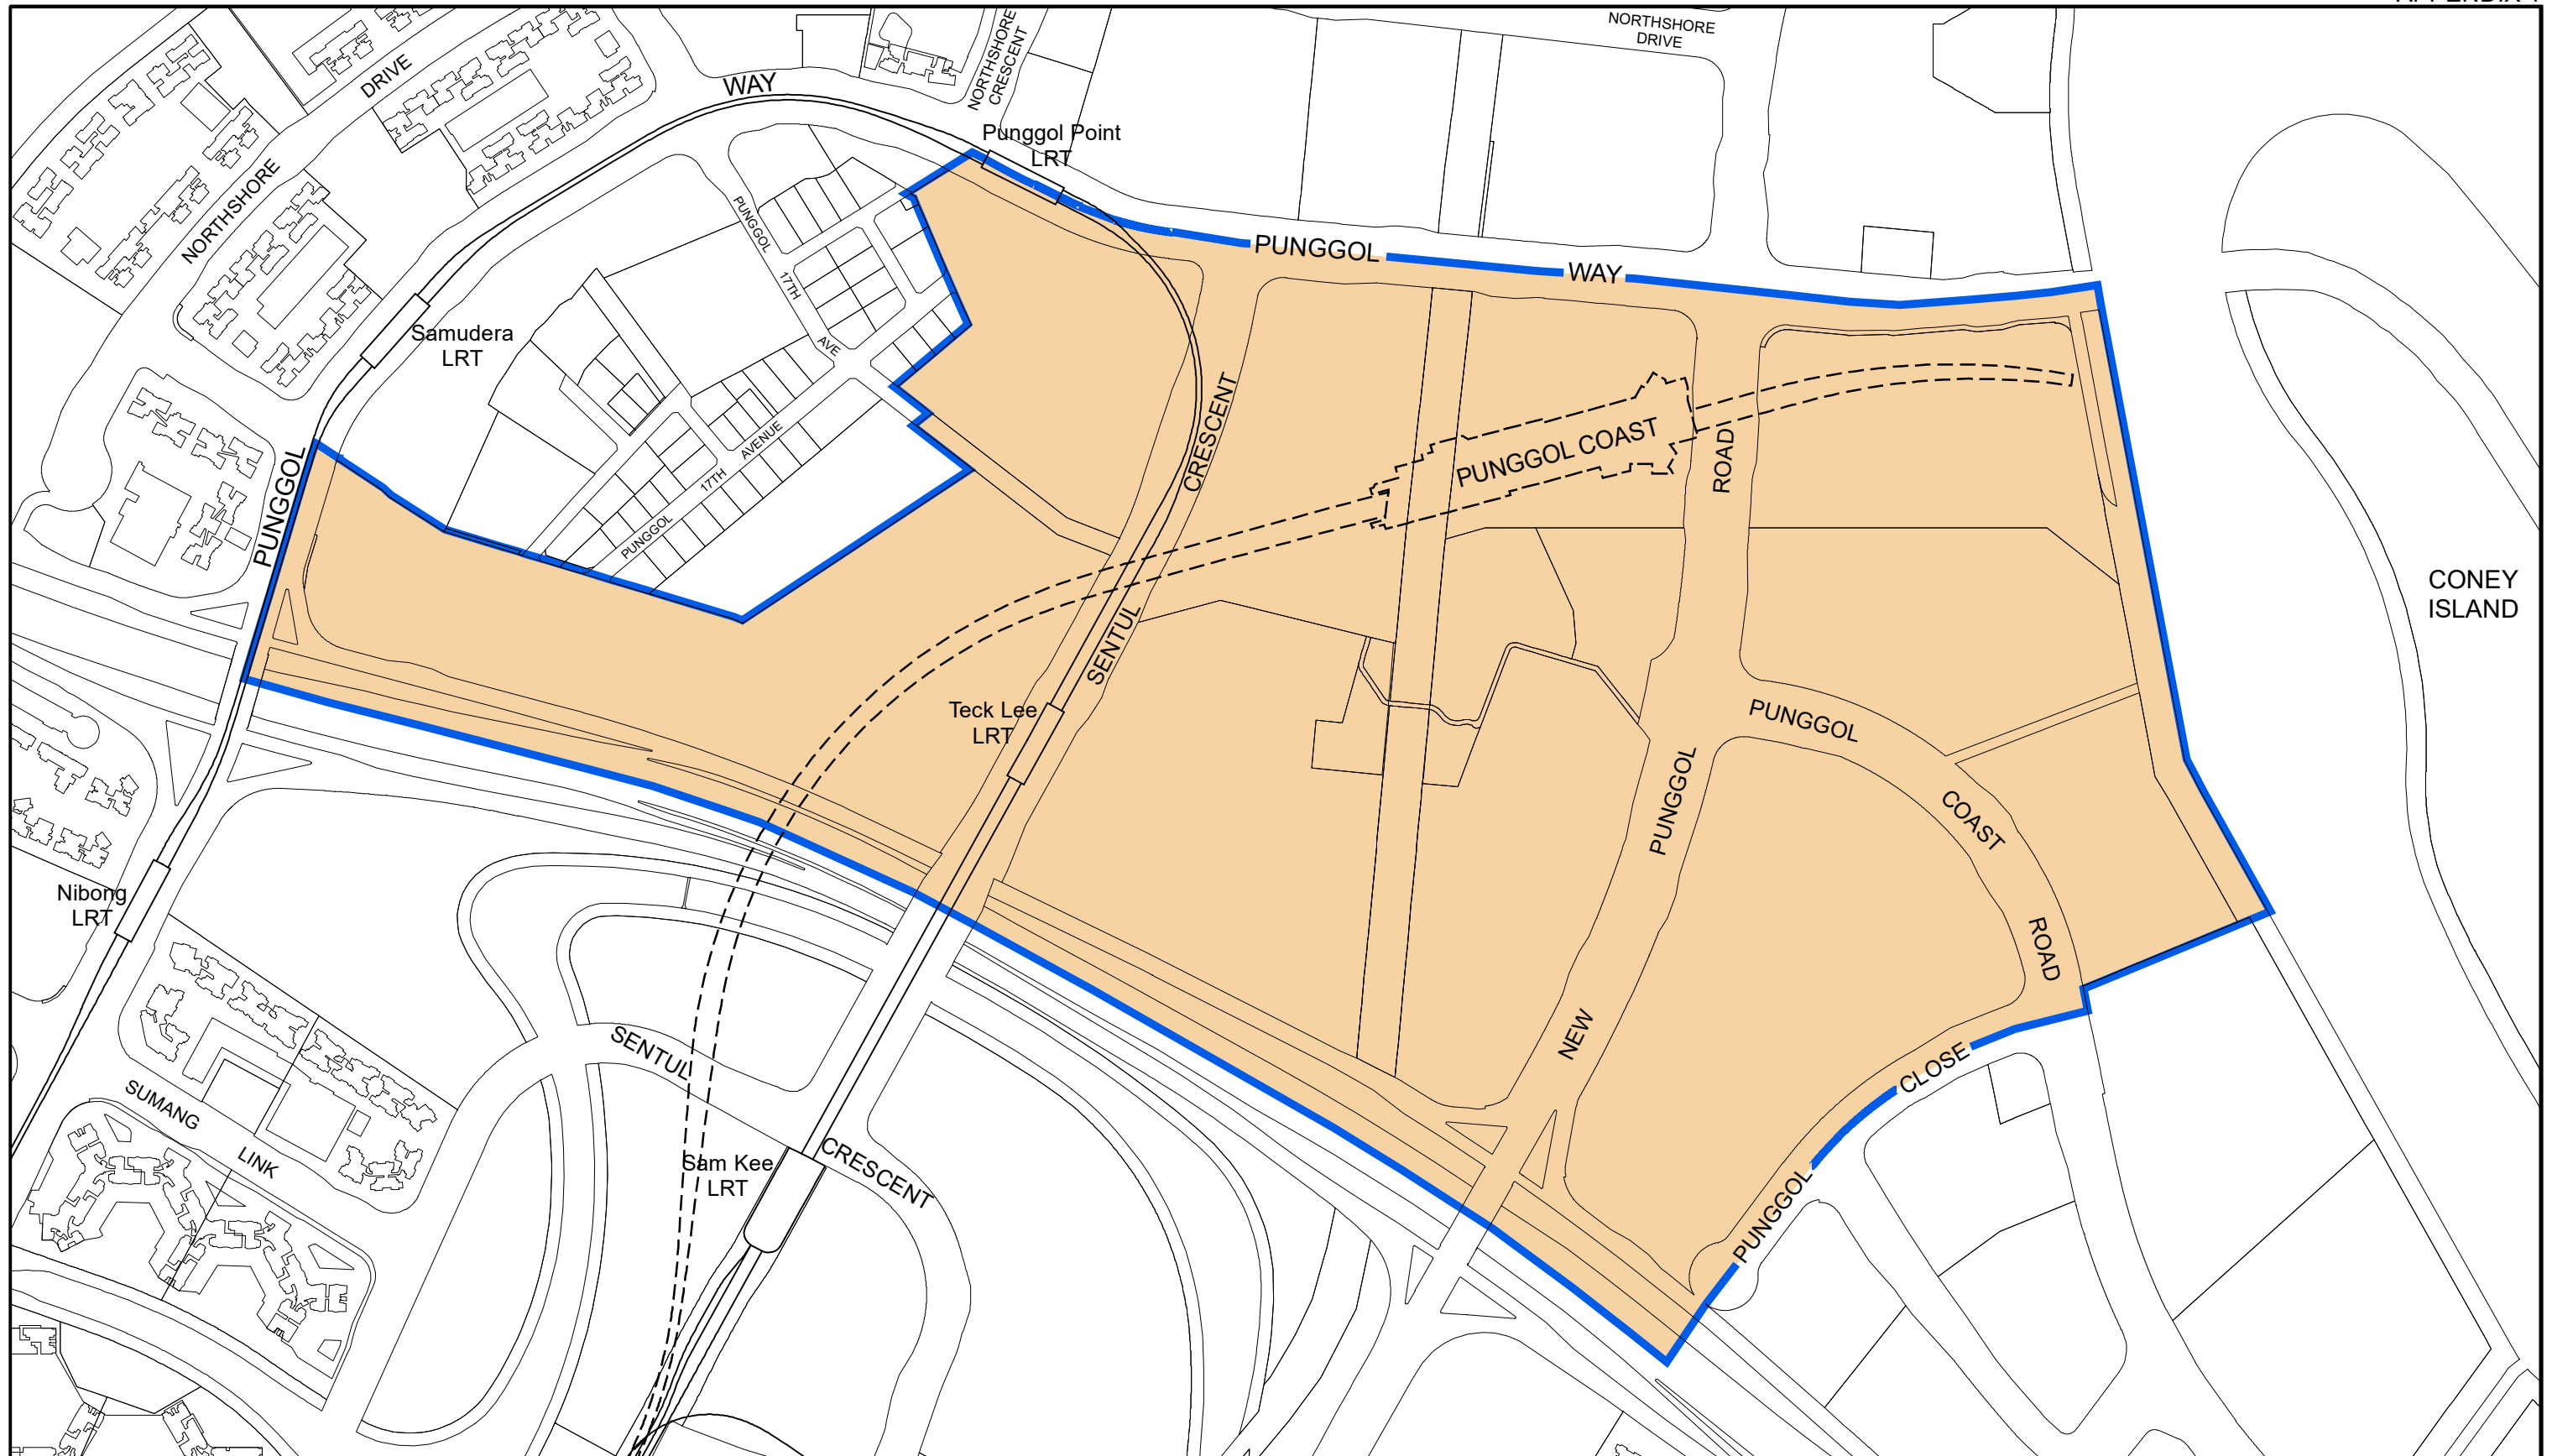 NORTHSHORE
DRIVE
DRIVE
NORTHSHORE
WAY
NORTHSHORE
CRESCENT
Punggol Point
LRT
PUNGGOL
17TH
AVE
PUNGGOL
WAY
Samudera
LRT
CRESCENT
PUNGGOL COAST
ROAD
PUNGGOL
AVENUE
17TH
PUNGGOL
CONEY
ISLAND
SENTUL
Teck Lee
LRT
PUNGGOL
COAST
ROAD
PUNGGOL
NEW
Nibong
LRT
SENTUL
CRESCENT
SUMANG
LINK
Sam Kee
LRT
CLOSE
PUNGGOL